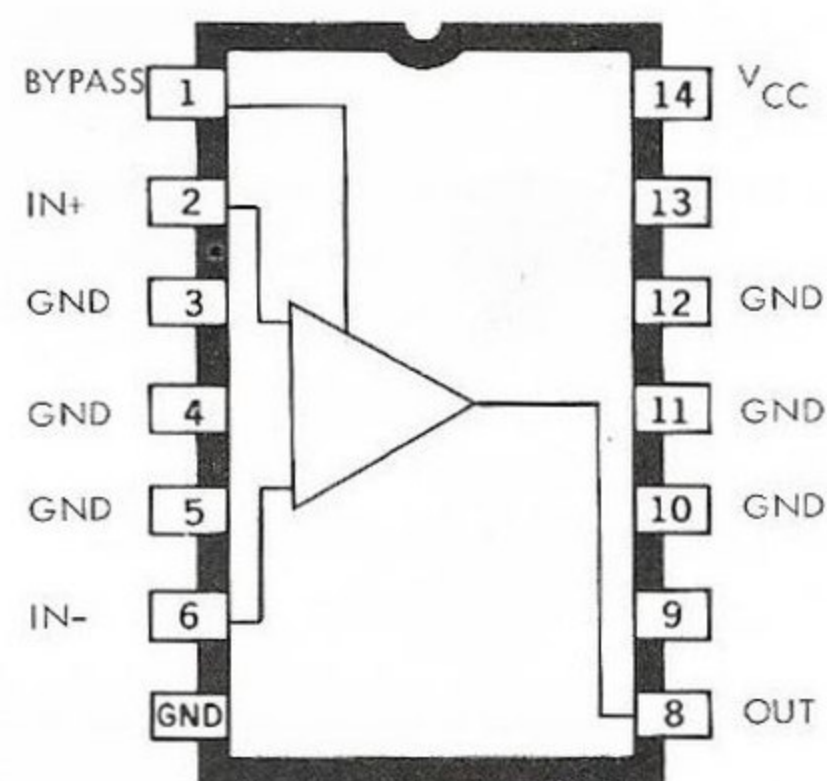 BYPASS 1 14 VCC
IN+ 2 13
GND 3 12 GND
GND 4 11 GND
GND 5 10 GND
IN- 6 9
GND 8 OUT